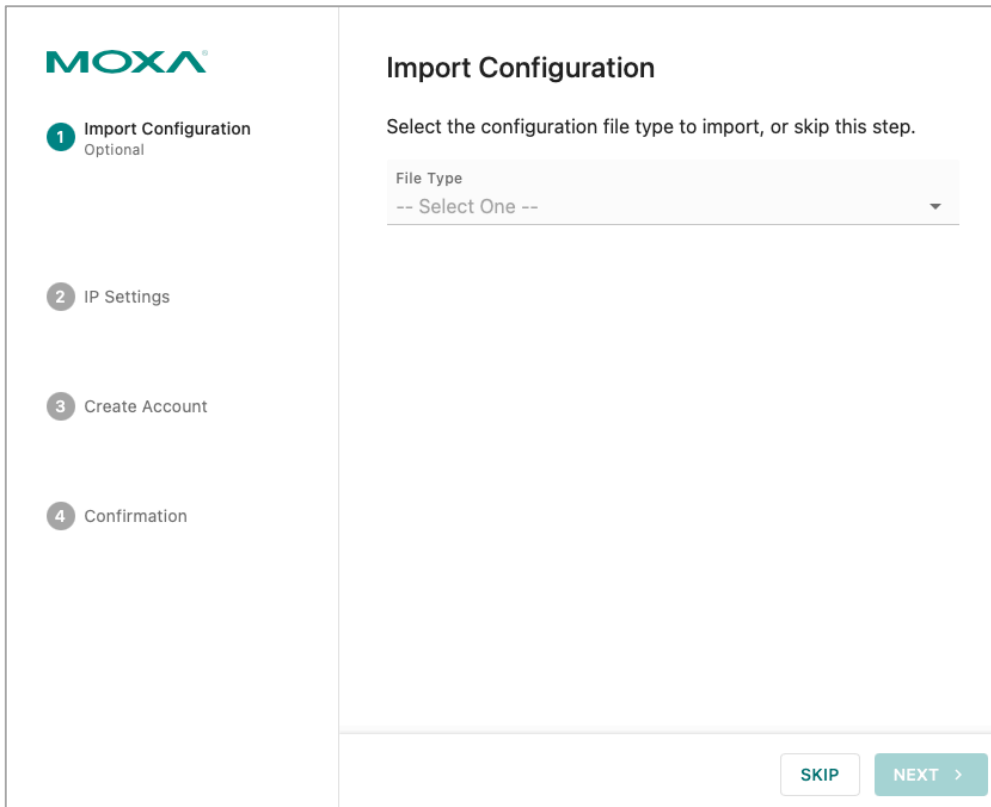 MOXA
1 Import Configuration
Optional
2 IP Settings
3 Create Account
4 Confirmation
Import Configuration
Select the configuration file type to import, or skip this step.
File Type
-- Select One --
SKIP
NEXT >